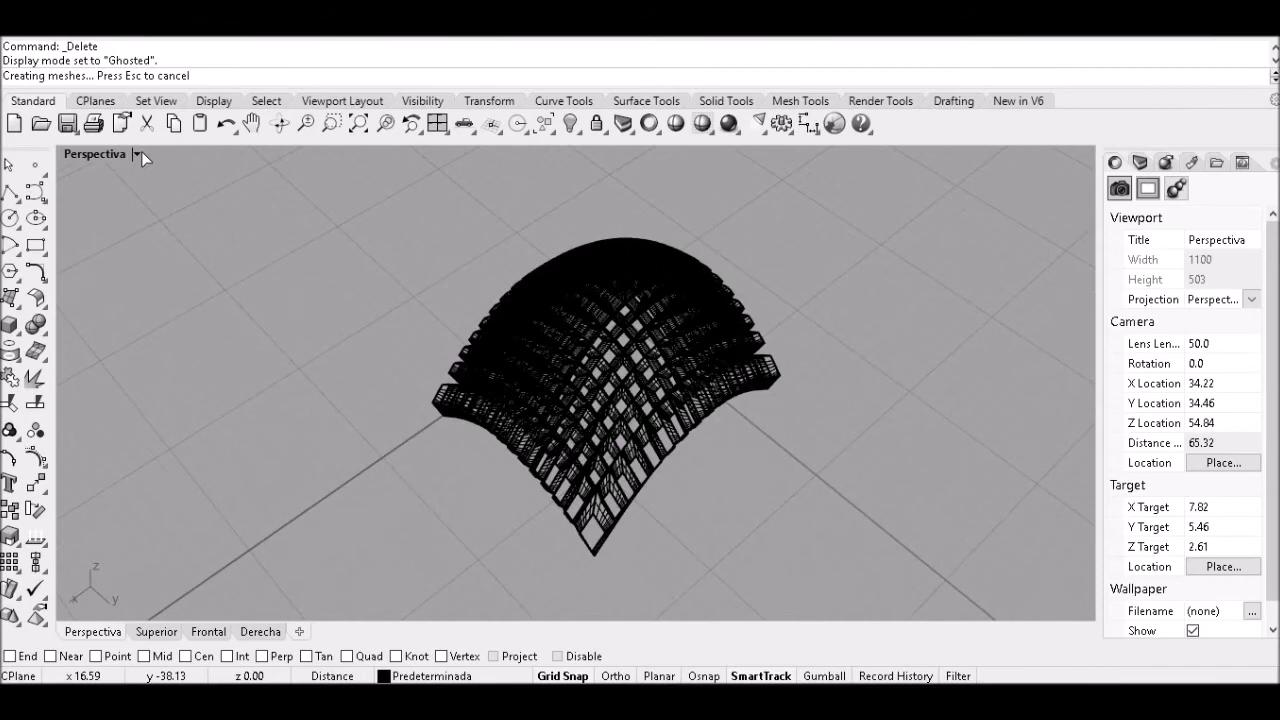 Command: _Delete
Display mode set to "Ghosted".
Creating meshes... Press Esc to cancel
Standard CPlanes Set View Display Select Viewport Layout Visibility Transform Curve Tools Surface Tools Solid Tools Mesh Tools Render Tools Drafting New in V6
Perspectiva
Viewport
Title Perspectiva
Width 1100
Height 503
Projection Perspect...
Camera
Lens Len... 50.0
Rotation 0.0
X Location 34.22
Y Location 34.46
Z Location 54.84
Distance ... 65.32
Location Place...
Target
X Target 7.82
Y Target 5.46
Z Target 2.61
Location Place...
Wallpaper
Filename (none) ...
Show
z
x y
Perspectiva Superior Frontal Derecha
End Near Point Mid Cen Int Perp Tan Quad Knot Vertex Project Disable
CPlane x 16.59 y -38.13 z 0.00 Distance Predeterminada Grid Snap Ortho Planar Osnap SmartTrack Gumball Record History Filter